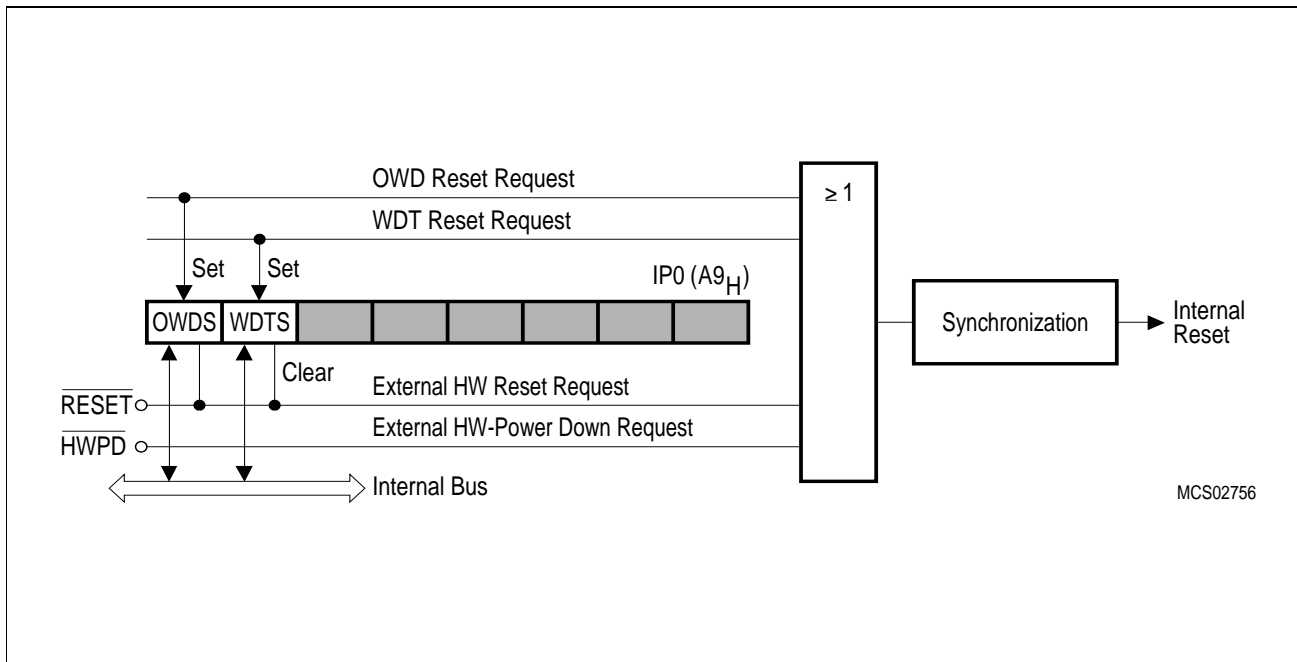 OWD Reset Request
≥ 1
WDT Reset Request
Set
Set
IP0 (A9H)
OWDS
WDTS
Synchronization
Internal
Reset
Clear
External HW Reset Request
RESET
External HW-Power Down Request
HWPD
Internal Bus
MCS02756